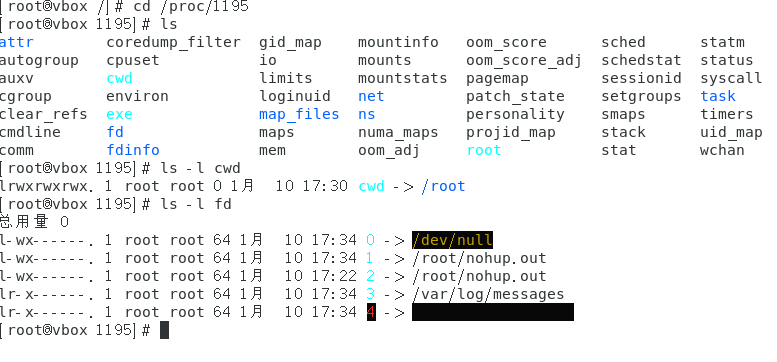 [root@vbox /]# cd /proc/1195
[root@vbox 1195]# ls
attr coredump_filter gid_map mountinfo oom_score sched statm
autogroup cpuset io mounts oom_score_adj schedstat status
auxv cwd limits mountstats pagemap sessionid syscall
cgroup environ loginuid net patch_state setgroups task
clear_refs exe map_files ns personality smaps timers
cmdline fd maps numa_maps projid_map stack uid_map
comm fdinfo mem oom_adj root stat wchan
[root@vbox 1195]# ls -l cwd
lrwxrwxrwx. 1 root root 0 1月 10 17:30 cwd -> /root
[root@vbox 1195]# ls -l fd
总用量 0
l-wx------. 1 root root 64 1月 10 17:34 0 -> /dev/null
l-wx------. 1 root root 64 1月 10 17:34 1 -> /root/nohup.out
l-wx------. 1 root root 64 1月 10 17:22 2 -> /root/nohup.out
lr-x------. 1 root root 64 1月 10 17:34 3 -> /var/log/messages
lr-x------. 1 root root 64 1月 10 17:34 4 ->
[root@vbox 1195]#